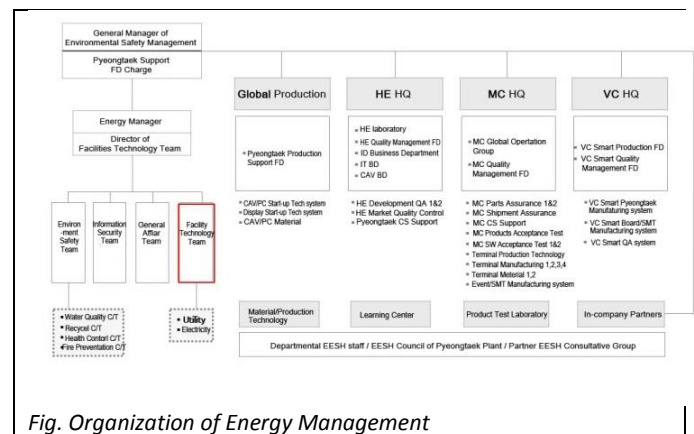 General Manager of
Environmental Safety Management
Pyeongtaek Support
FD Charge
Energy Manager
Director of
Facilities Technology Team
Environ
-ment
Safety
Team
Information
Security
Team
General
Affiar
Team
Facility
Technology
Team
• Water Quality C/T
• Recycel C/T
• Health Contorl C/T
• Fire Preventation C/T
• Utility
• Electricity
Global Production
• Pyeongtaek Production
Support FD
• CAV/PC Start-up Tech system
• Display Start-up Tech system
• CAV/PC Material
Material/Production
Technology
HE HQ
• HE laboratory
• HE Quality Management FD
• ID Business Department
• IT BD
• CAV BD
• HE Development QA 1&2
• HE Market Quality Control
• Pyeongtaek CS Support
Learning Center
MC HQ
• MC Global Opertation
Group
• MC Quality
Management FD
• MC Parts Assurance 1&2
• MC Shipment Assurance
• MC CS Support
• MC Products Acceptance Test
• MC SW Acceptance Test 1&2
• Terminal Production Technology
• Terminal Manufacturing 1,2,3,4
• Terminal Meterial 1,2
• Event/SMT Manufacturing system
Product Test Laboratory
VC HQ
• VC Smart Production FD
• VC Smart Quality
Management FD
• VC Smart Pyeongtaek
Manufaturing system
• VC Smart Board/SMT
Manufacturing system
• VC Smart QA system
In-company Partners
Departmental EESH staff / EESH Council of Pyeongtaek Plant / Partner EESH Consultative Group
Fig. Organization of Energy Management